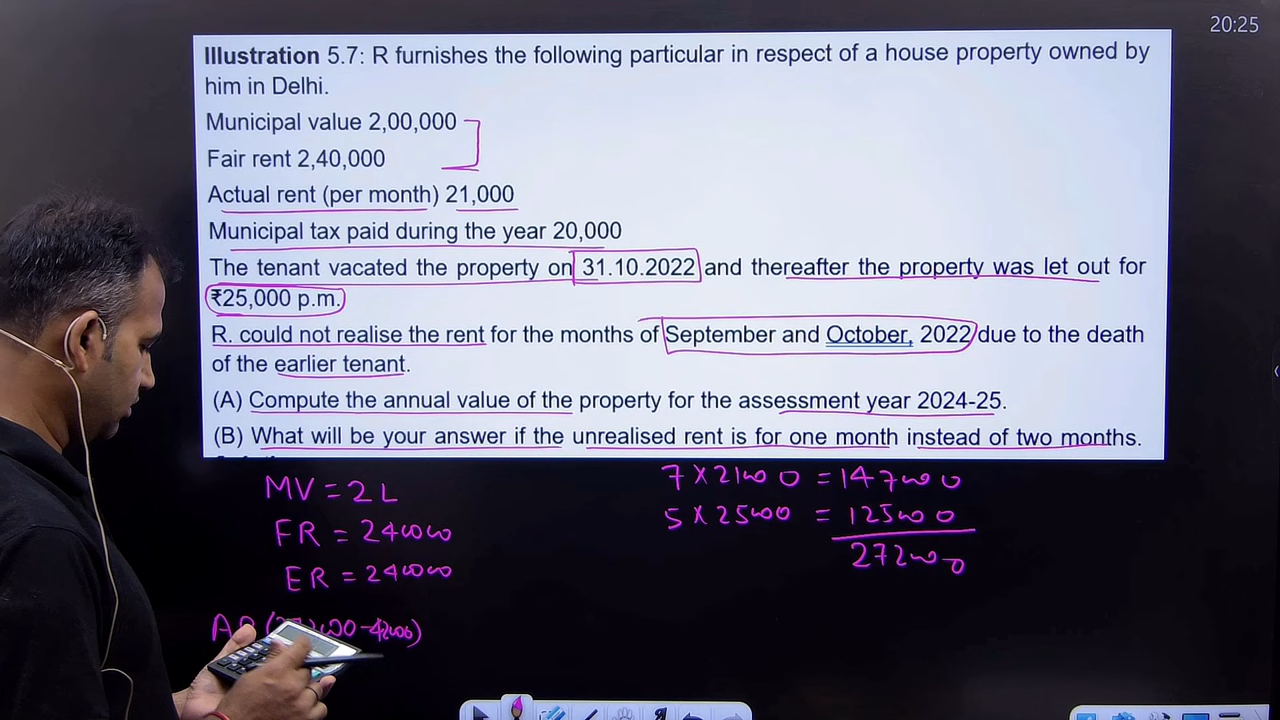 20:25
Illustration 5.7: R furnishes the following particular in respect of a house property owned by
him in Delhi.
Municipal value 2,00,000
Fair rent 2,40,000
Actual rent (per month) 21,000
Municipal tax paid during the year 20,000
The tenant vacated the property on 31.10.2022 and thereafter the property was let out for
₹25,000 p.m.
R. could not realise the rent for the months of September and October, 2022 due to the death
of the earlier tenant.
(A) Compute the annual value of the property for the assessment year 2024-25.
(B) What will be your answer if the unrealised rent is for one month instead of two months.
MV = 2 L
FR = 240000
ER = 240000
7 X 21000 = 147000
5 X 25000 = 125000
272000
-42000)